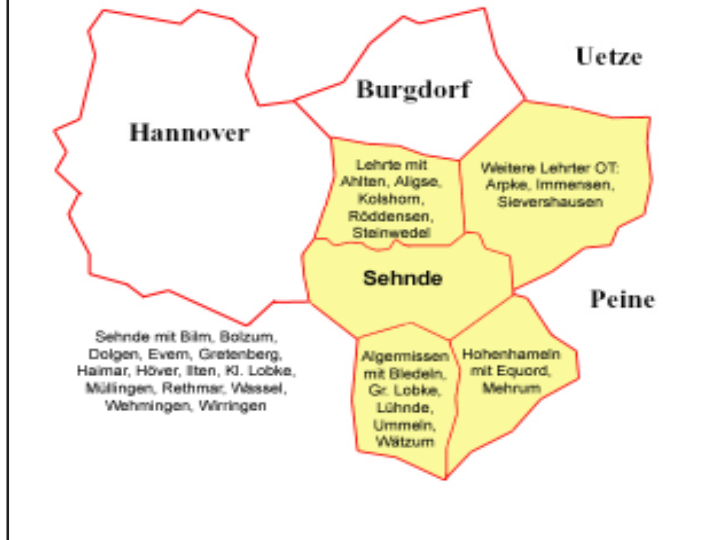 Uetze
Burgdorf
Hannover
Lehrte mit
Ahlten, Aligse,
Kolshorn,
Röddensen,
Steinwedel
Weitere Lehrter OT:
Arpke, Immensen,
Sievershausen
Sehnde
Peine
Sehnde mit Bilm, Bolzum,
Dolgen, Evern, Gretenberg,
Haimar, Höver, Ilten, Kl. Lobke,
Müllingen, Rethmar, Wassel,
Wehmingen, Wirringen
Algermissen
mit Bledeln,
Gr. Lobke,
Lühnde,
Ummeln,
Wätzum
Hohenhameln
mit Equord,
Mehrum